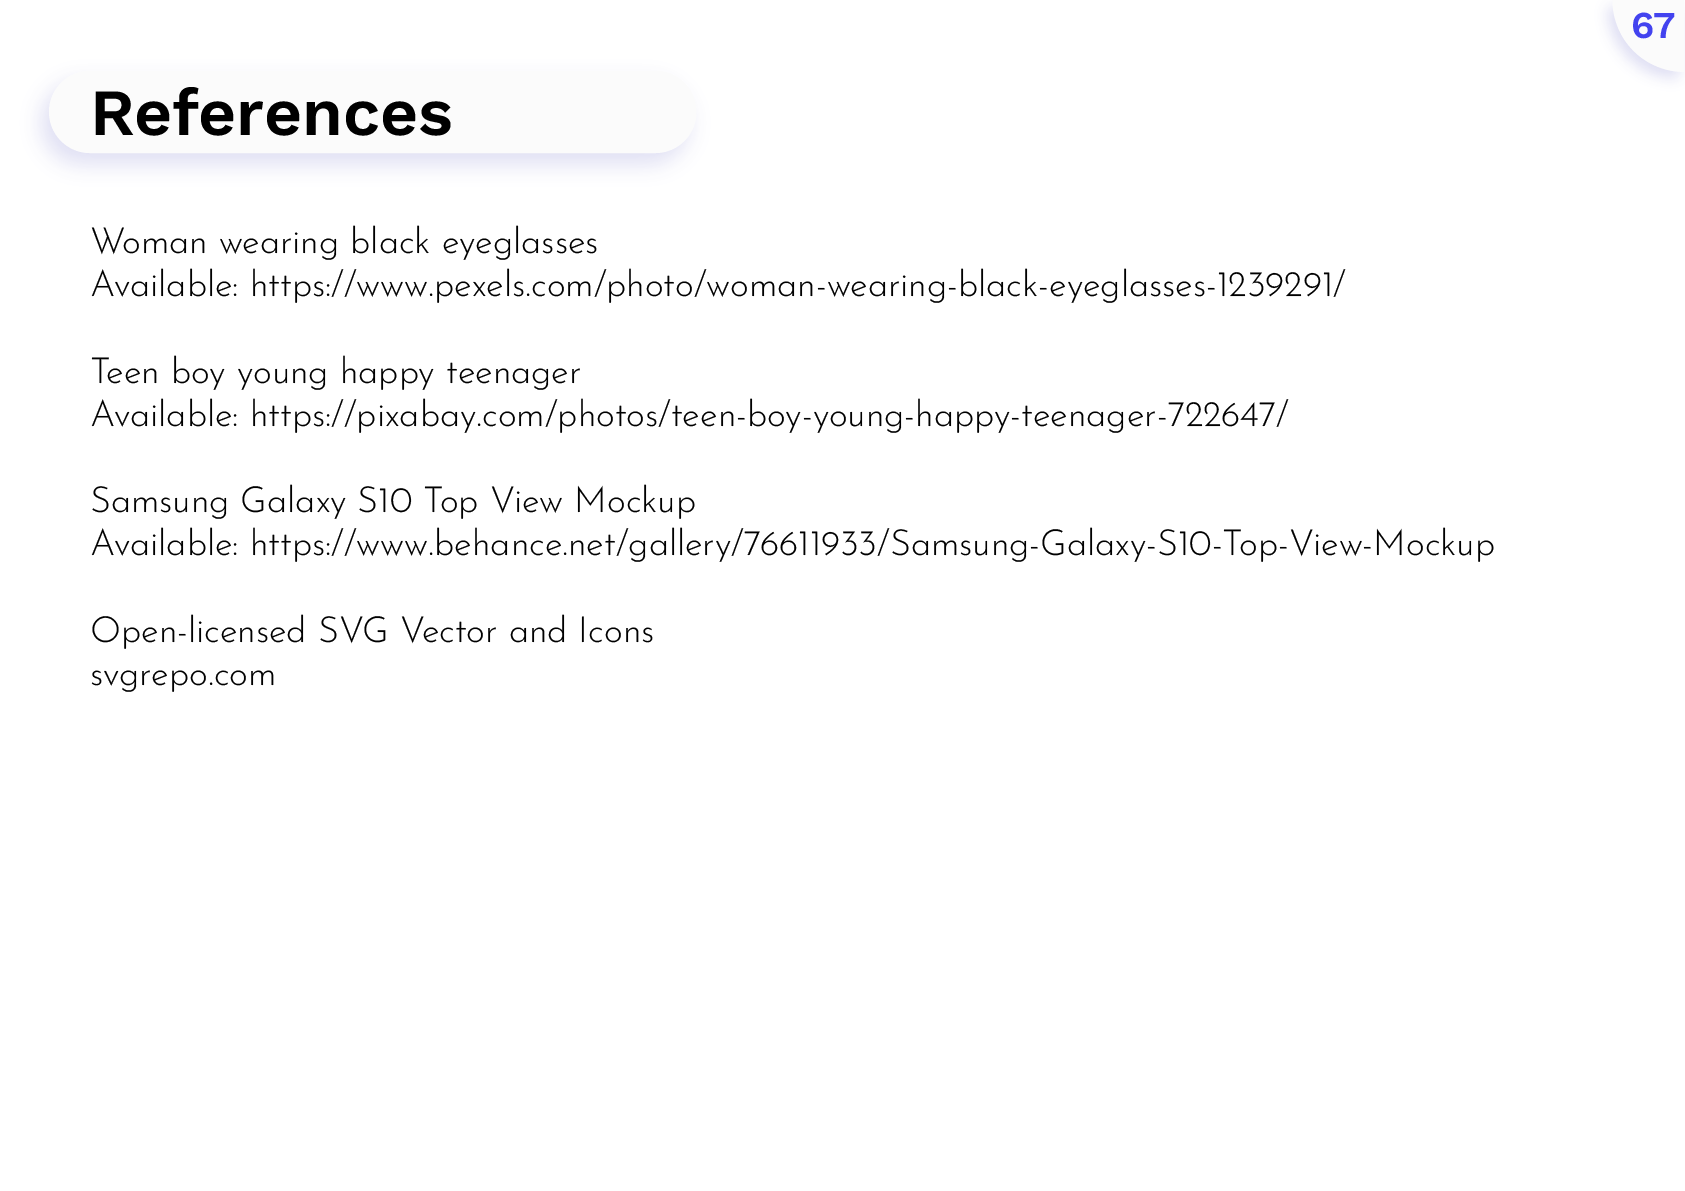 67
References
Woman wearing black eyeglasses
Available: https://www.pexels.com/photo/woman-wearing-black-eyeglasses-1239291/
Teen boy young happy teenager
Available: https://pixabay.com/photos/teen-boy-young-happy-teenager-722647/
Samsung Galaxy S10 Top View Mockup
Available: https://www.behance.net/gallery/76611933/Samsung-Galaxy-S10-Top-View-Mockup
Open-licensed SVG Vector and Icons
svgrepo.com